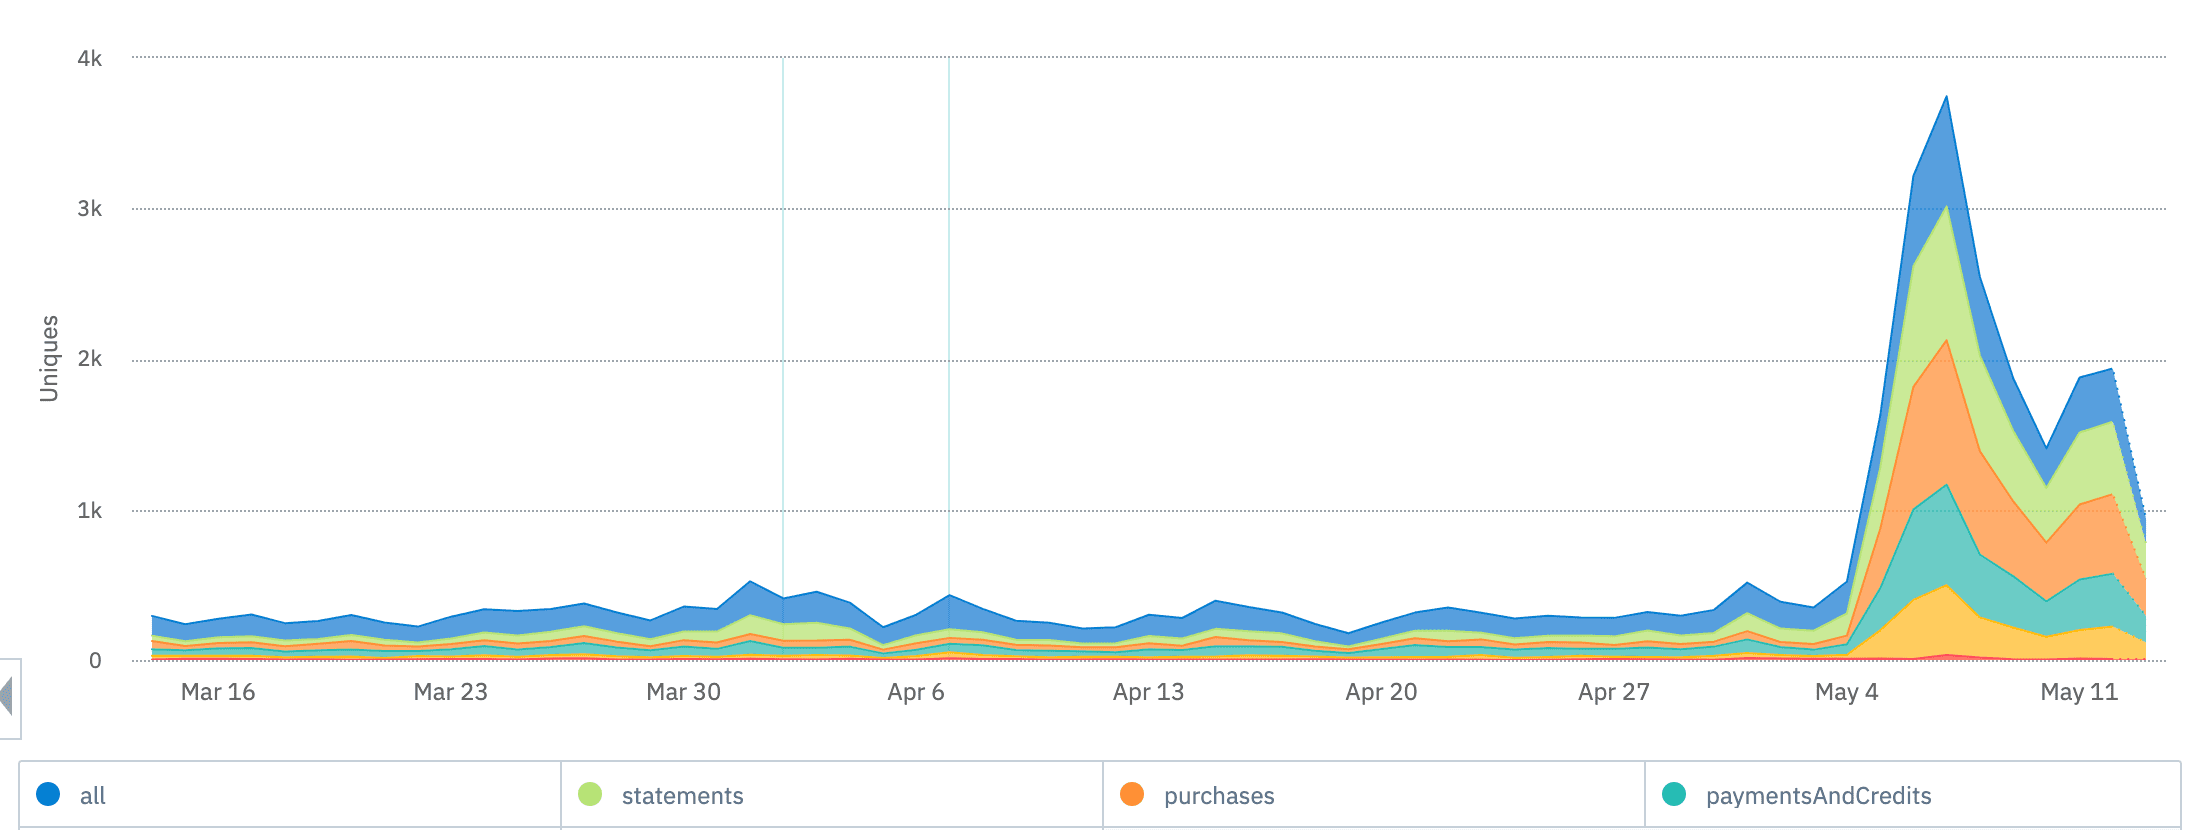 4k
3k
2k
1k
0
Uniques
Mar 16 Mar 23 Mar 30 Apr 6 Apr 13 Apr 20 Apr 27 May 4 May 11
all statements purchases paymentsAndCredits